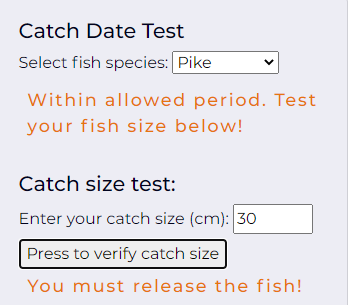 Catch Date Test
Select fish species: Pike
Within allowed period. Test
your fish size below!
Catch size test:
Enter your catch size (cm): 30
Press to verify catch size
You must release the fish!